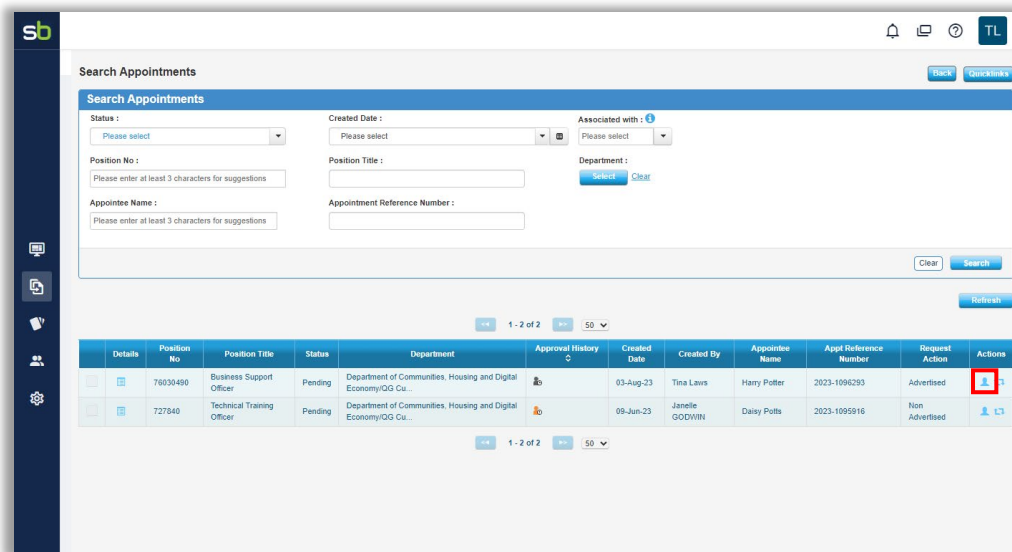 sb
TL
Search Appointments
Back
Quicklinks
Search Appointments
Status :
Created Date :
Associated with :
Please select
Please select
Please select
Position No :
Position Title :
Department :
Please enter at least 3 characters for suggestions
Select
Clear
Appointee Name :
Appointment Reference Number :
Please enter at least 3 characters for suggestions
Clear
Search
Refresh
1 - 2 of 2
50
Details Position No Position Title Status Department Approval History Created Date Created By Appointee Name Appt Reference Number Request Action Actions
76030490 Business Support Officer Pending Department of Communities, Housing and Digital Economy/QG Cu... 03-Aug-23 Tina Laws Harry Potter 2023-1096293 Advertised
727840 Technical Training Officer Pending Department of Communities, Housing and Digital Economy/QG Cu... 09-Jun-23 Janelle GODWIN Daisy Potts 2023-1095916 Non Advertised
1 - 2 of 2
50